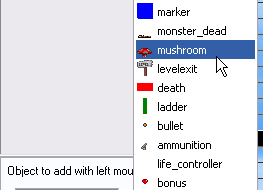 marker
monster_dead
mushroom
levelexit
death
ladder
bullet
ammunition
life_controller
bonus
Object to add with left mou